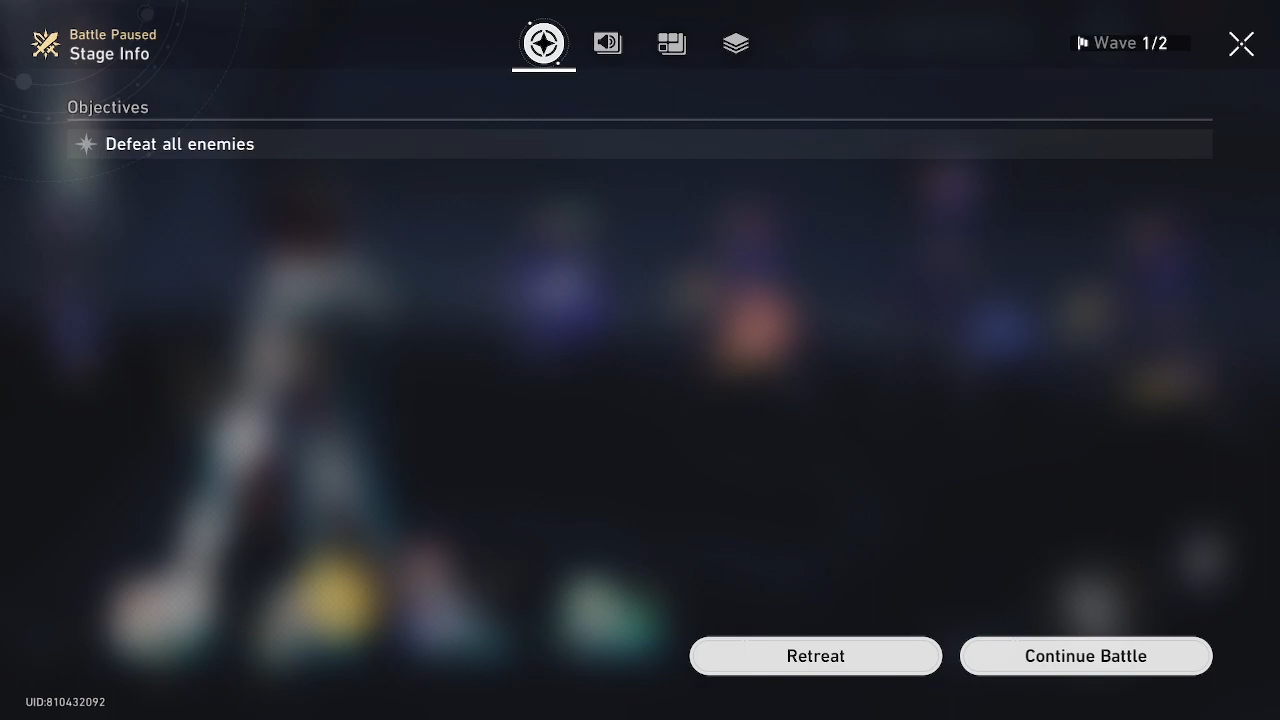 Battle Paused
Stage Info
Wave 1/2
Objectives
Defeat all enemies
Retreat
Continue Battle
UID:810432092